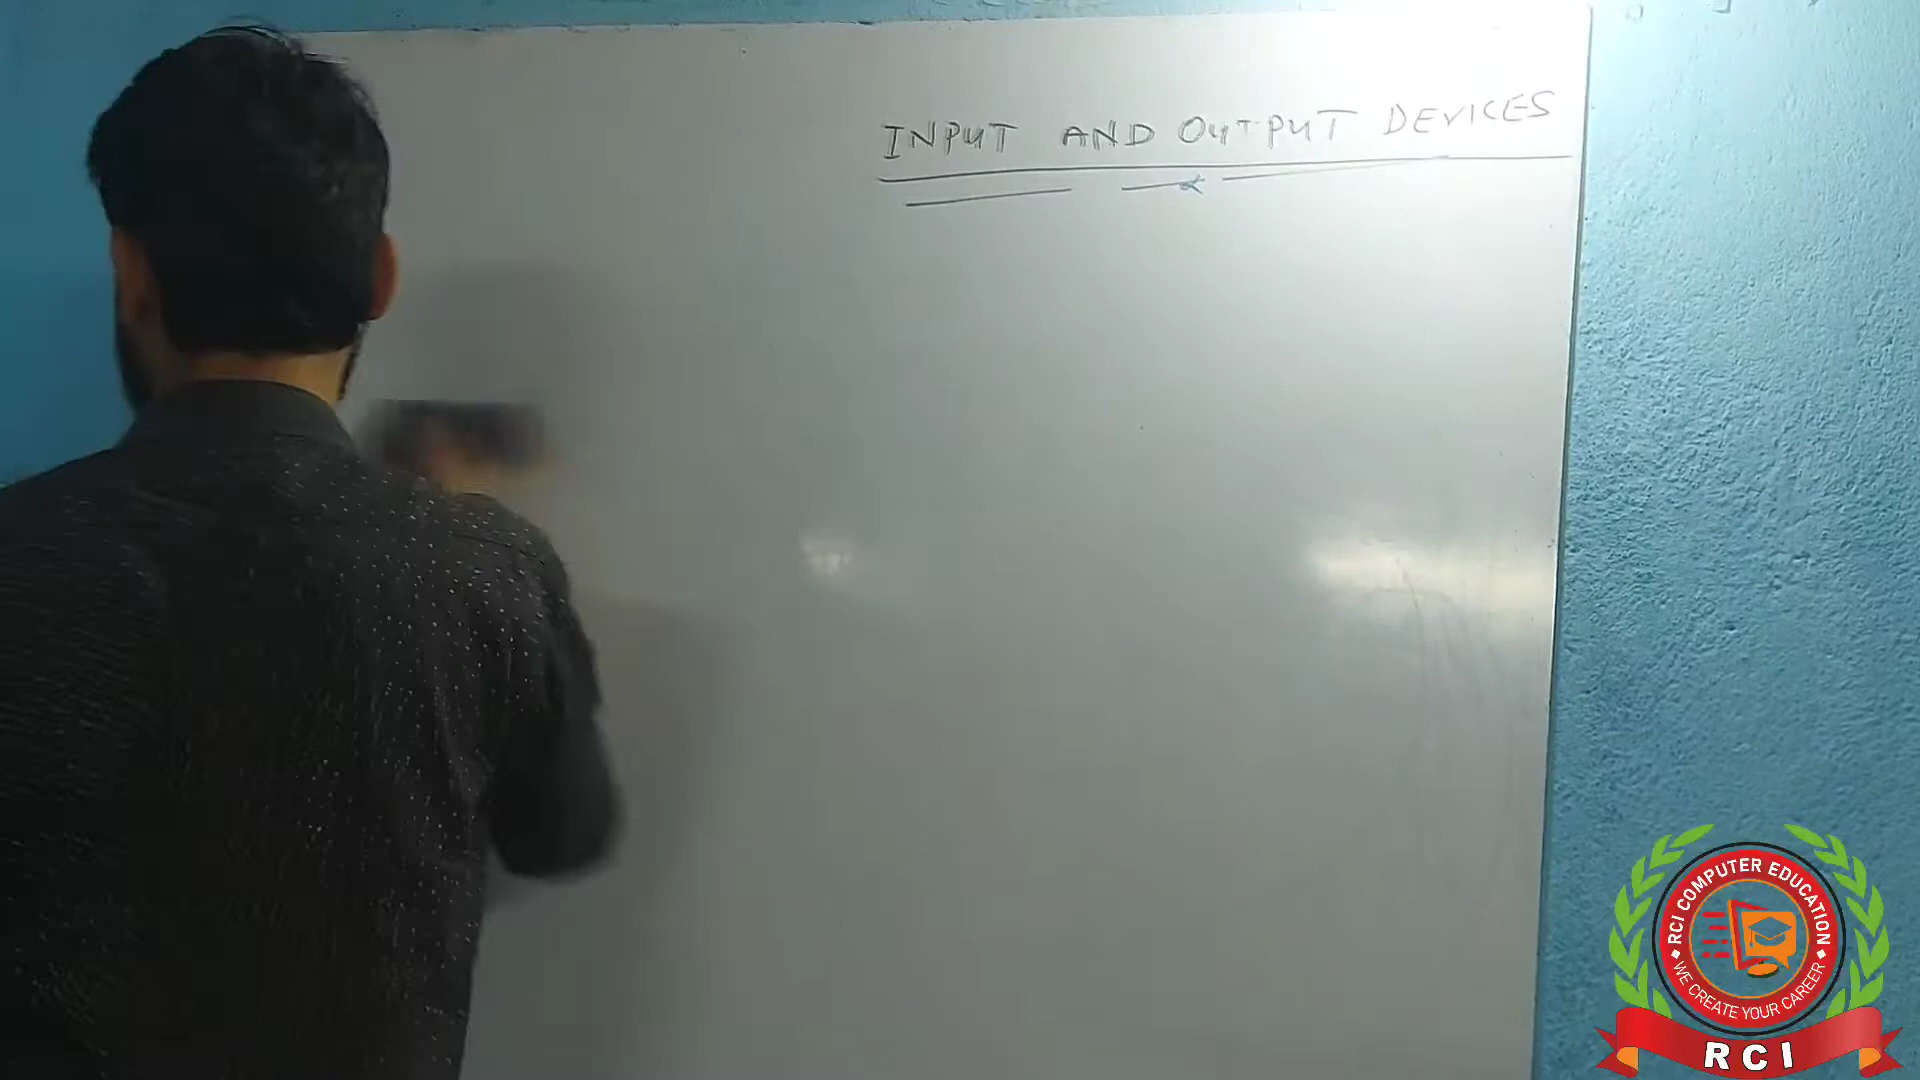 INPUT AND OUTPUT DEVICES
RCI COMPUTER EDUCATION
WE CREATE YOUR CAREER
RCI